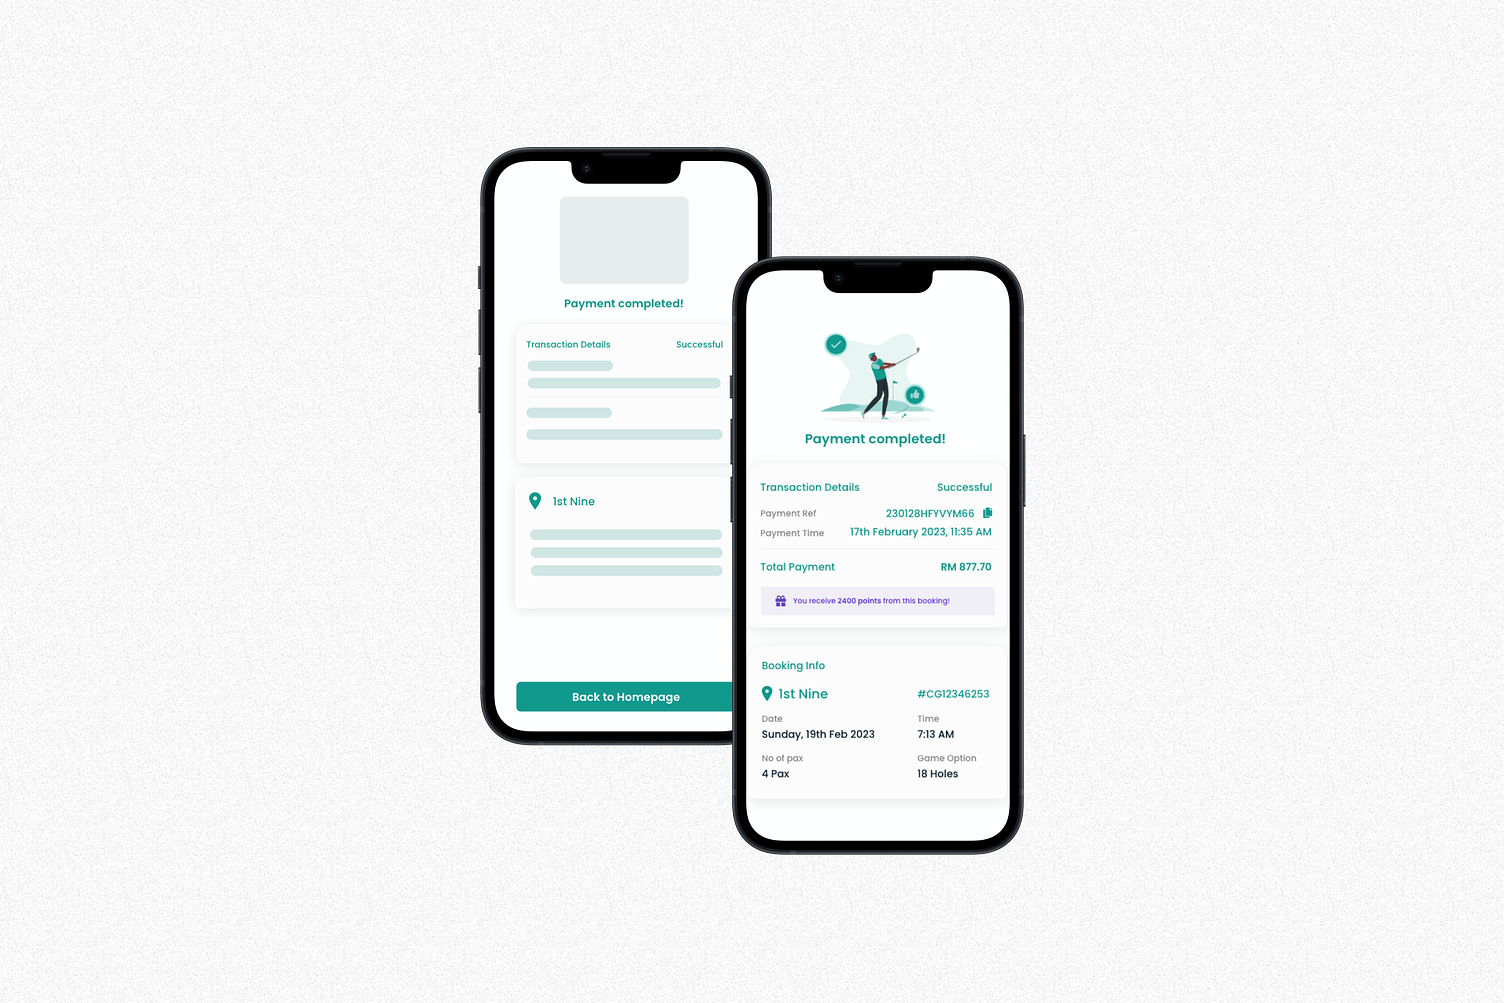 Payment completed!
Transaction Details Successful
1st Nine
Back to Homepage
Payment completed!
Transaction Details Successful
Payment Ref 230128HFYVYM66
Payment Time 17th February 2023, 11:35 AM
Total Payment RM 877.70
You receive 2400 points from this booking!
Booking Info
1st Nine #CG12346253
Date Time
Sunday, 19th Feb 2023 7:13 AM
No of pax Game Option
4 Pax 18 Holes